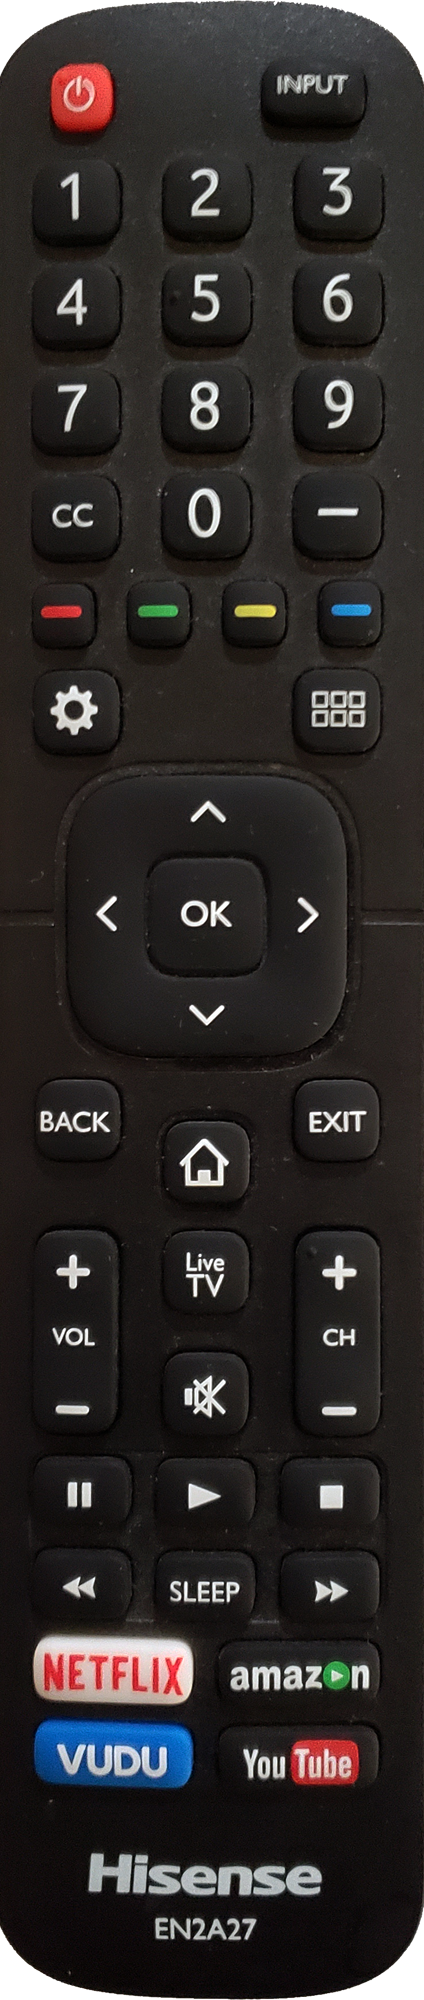 INPUT
1 2 3
4 5 6
7 8 9
CC 0 —
OK
BACK EXIT
Live
TV
+ +
VOL CH
— —
SLEEP
NETFLIX amazon
VUDU YouTube
Hisense
EN2A27